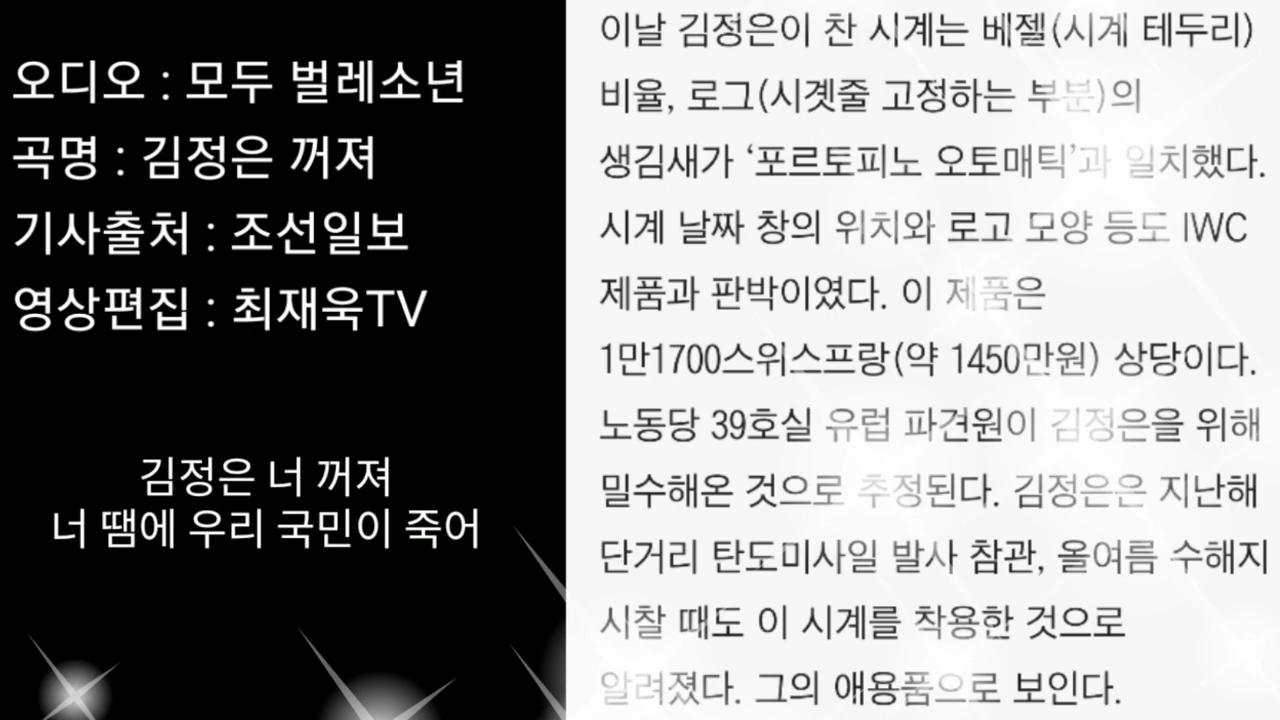 오디오 : 모두 벌레소년
곡명 : 김정은 꺼져
기사출처 : 조선일보
영상편집 : 최재욱TV
김정은 너 꺼져
너 땜에 우리 국민이 죽어
이날 김정은이 찬 시계는 베젤(시계 테두리)
비율, 로그(시곗줄 고정하는 부분)의
생김새가 ‘포르토피노 오토매틱’과 일치했다.
시계 날짜 창의 위치와 로고 모양 등도 IWC
제품과 판박이였다. 이 제품은
1만1700스위스프랑(약 1450만원) 상당이다.
노동당 39호실 유럽 파견원이 김정은을 위해
밀수해온 것으로 추정된다. 김정은은 지난해
단거리 탄도미사일 발사 참관, 올여름 수해지
시찰 때도 이 시계를 착용한 것으로
알려졌다. 그의 애용품으로 보인다.